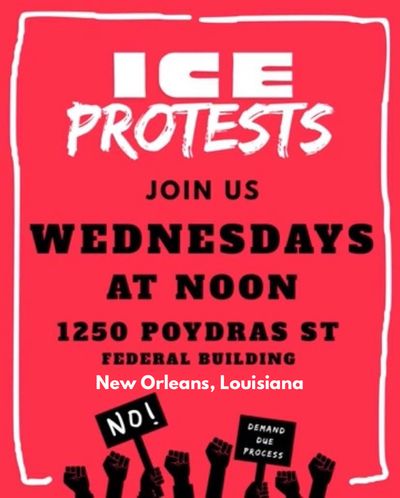 ICE
PROTESTS
JOIN US
WEDNESDAYS
AT NOON
1250 POYDRAS ST
FEDERAL BUILDING
New Orleans, Louisiana
NO!
DEMAND
DUE
PROCESS